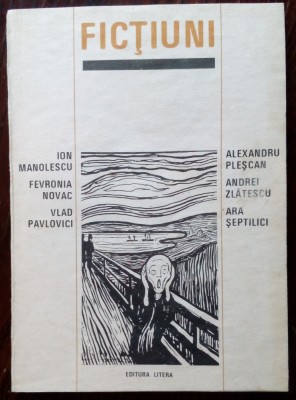 FICŢIUNI
ION
MANOLESCU
FEVRONIA
NOVAC
VLAD
PAVLOVICI
ALEXANDRU
PLEŞCAN
ANDREI
ZLĂTESCU
ARA
ŞEPTILICI
EDITURA LITERA